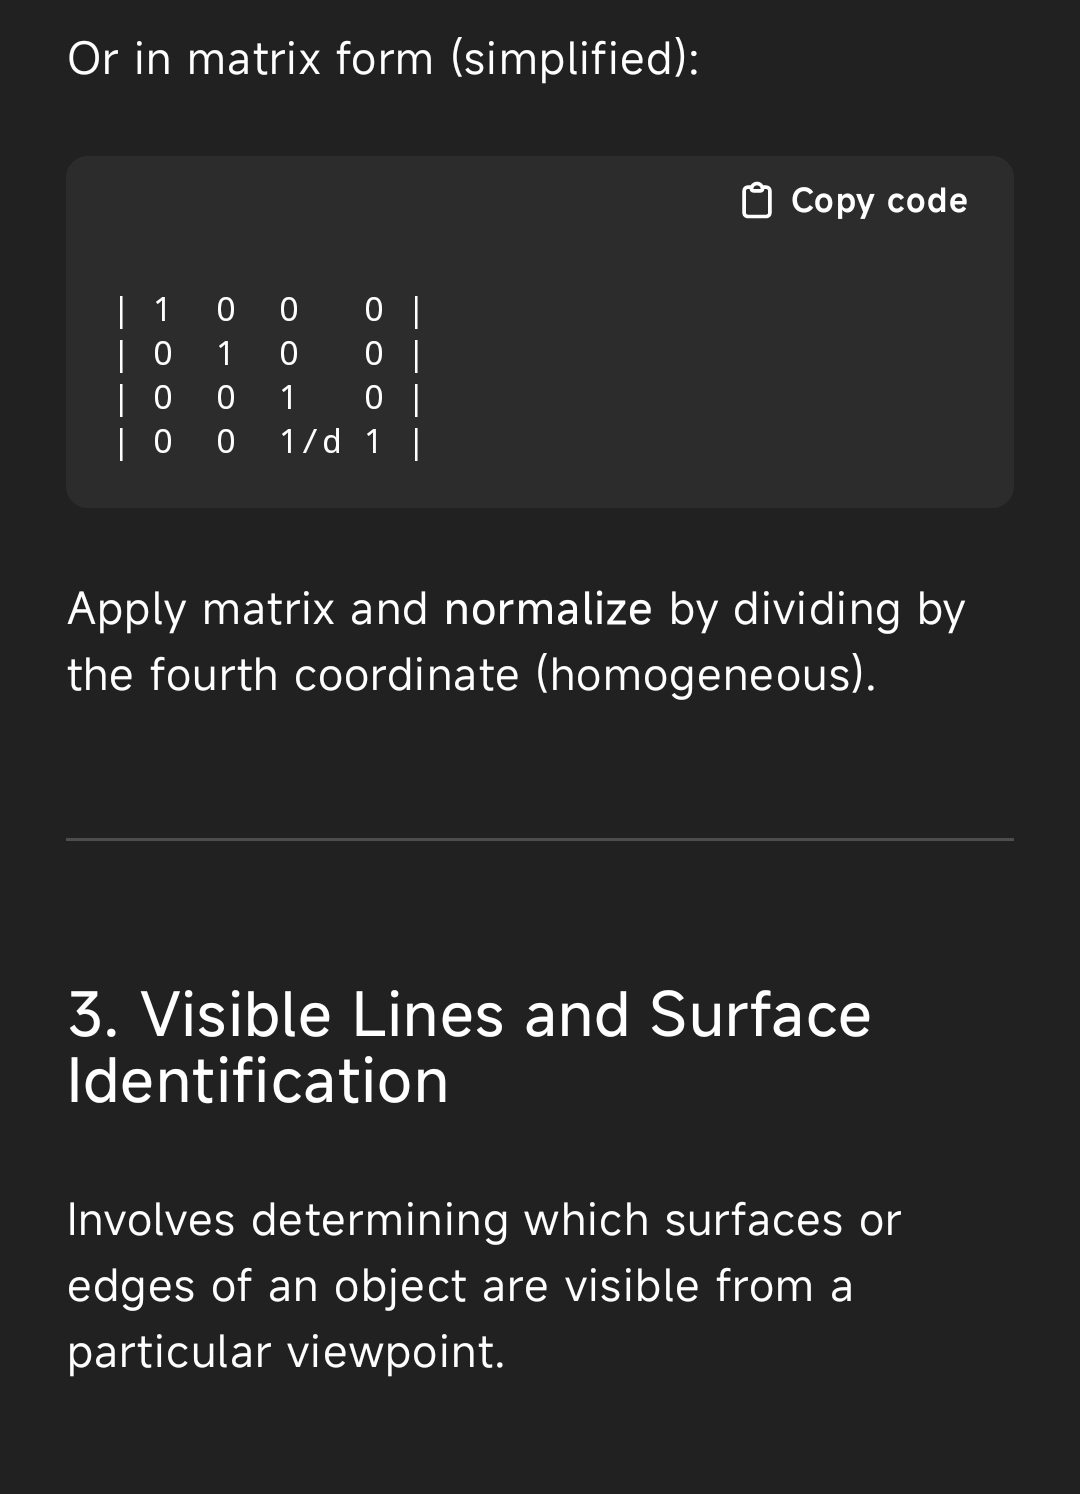 Or in matrix form (simplified):
Copy code
| 1  0  0   0 |
| 0  1  0   0 |
| 0  0  1   0 |
| 0  0  1/d 1 |
Apply matrix and normalize by dividing by
the fourth coordinate (homogeneous).
3. Visible Lines and Surface
Identification
Involves determining which surfaces or
edges of an object are visible from a
particular viewpoint.